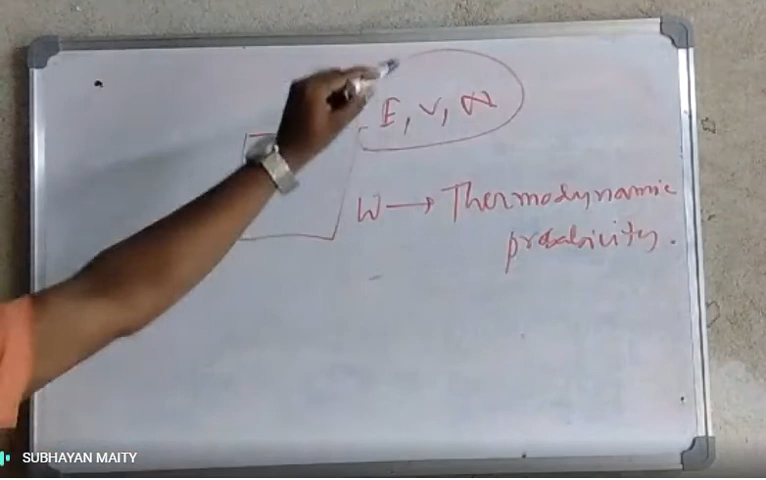 E, V, N
W → Thermodynamic
probability.
SUBHAYAN MAITY